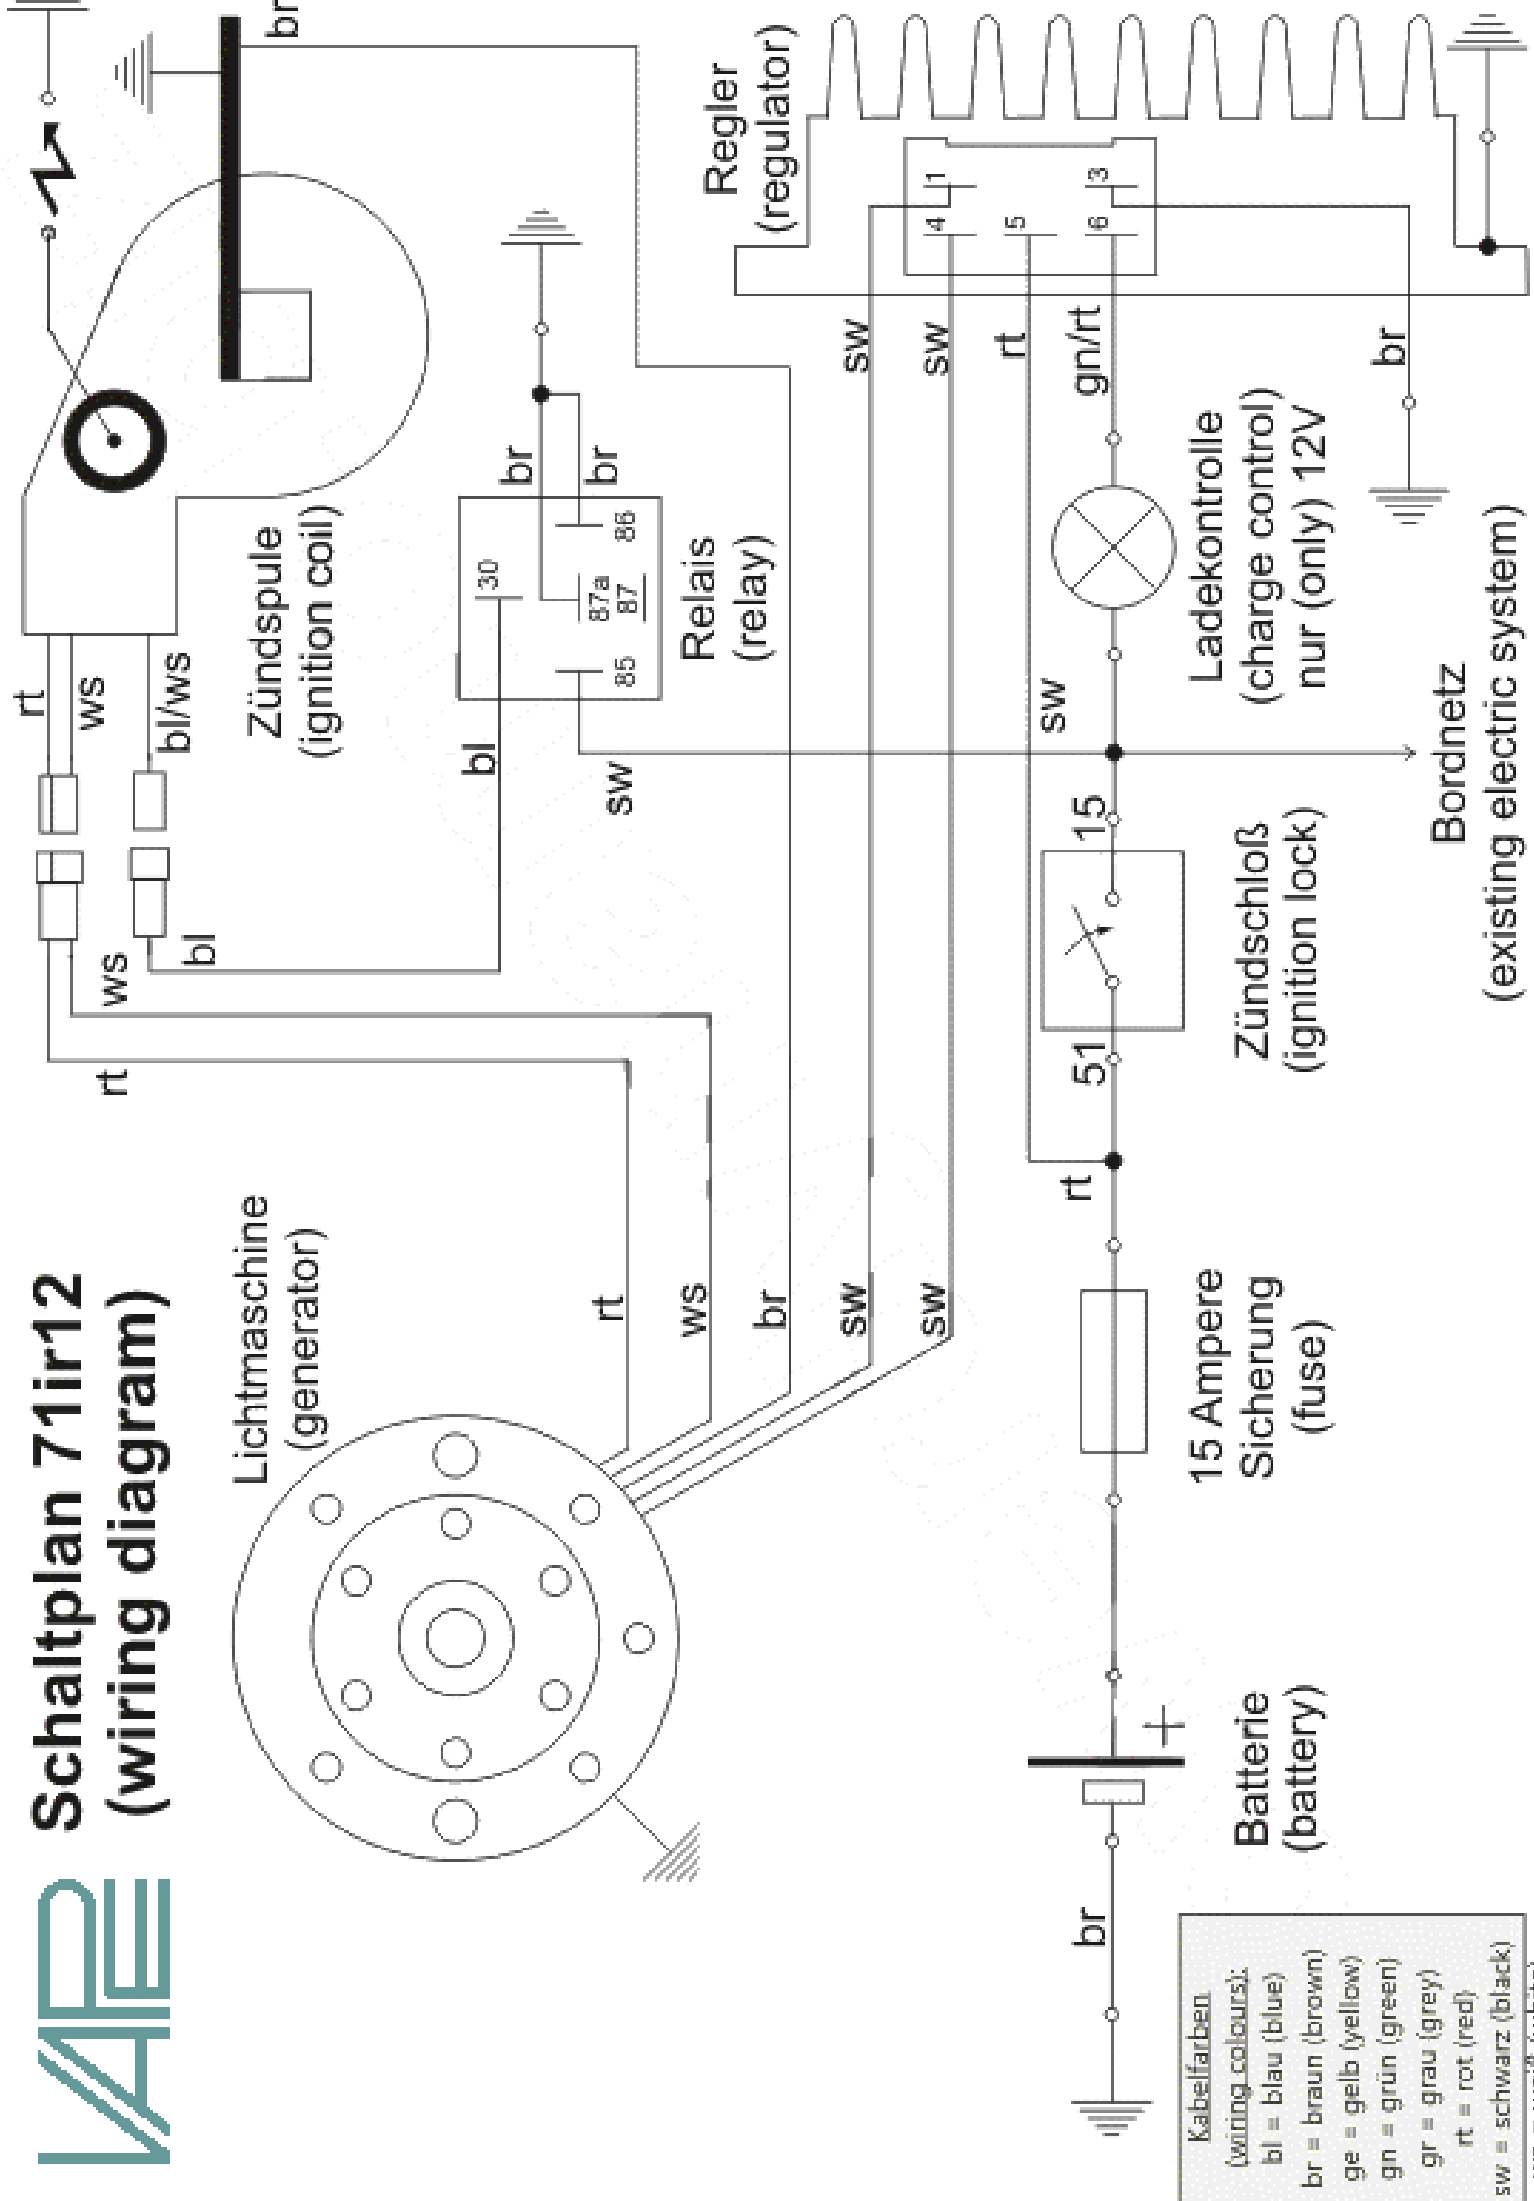 VAPE
Schaltplan 71ir12
(wiring diagram)
Lichtmaschine
(generator)
rt
ws
br
sw
sw
rt
ws
bl
rt
ws
bl/ws
Zündspule
(ignition coil)
br
bl
sw
30
87a
87
86
85
br
br
Relais
(relay)
Regler
(regulator)
1
4
5
3
6
sw
sw
rt
gn/rt
br
Ladekontrolle
(charge control)
nur (only) 12V
sw
15
51
Zündschloß
(ignition lock)
Bordnetz
(existing electric system)
rt
15 Ampere
Sicherung
(fuse)
+
Batterie
(battery)
br
Kabelfarben
(wiring colours):
bl = blau (blue)
br = braun (brown)
ge = gelb (yellow)
gn = grün (green)
gr = grau (grey)
rt = rot (red)
sw = schwarz (black)